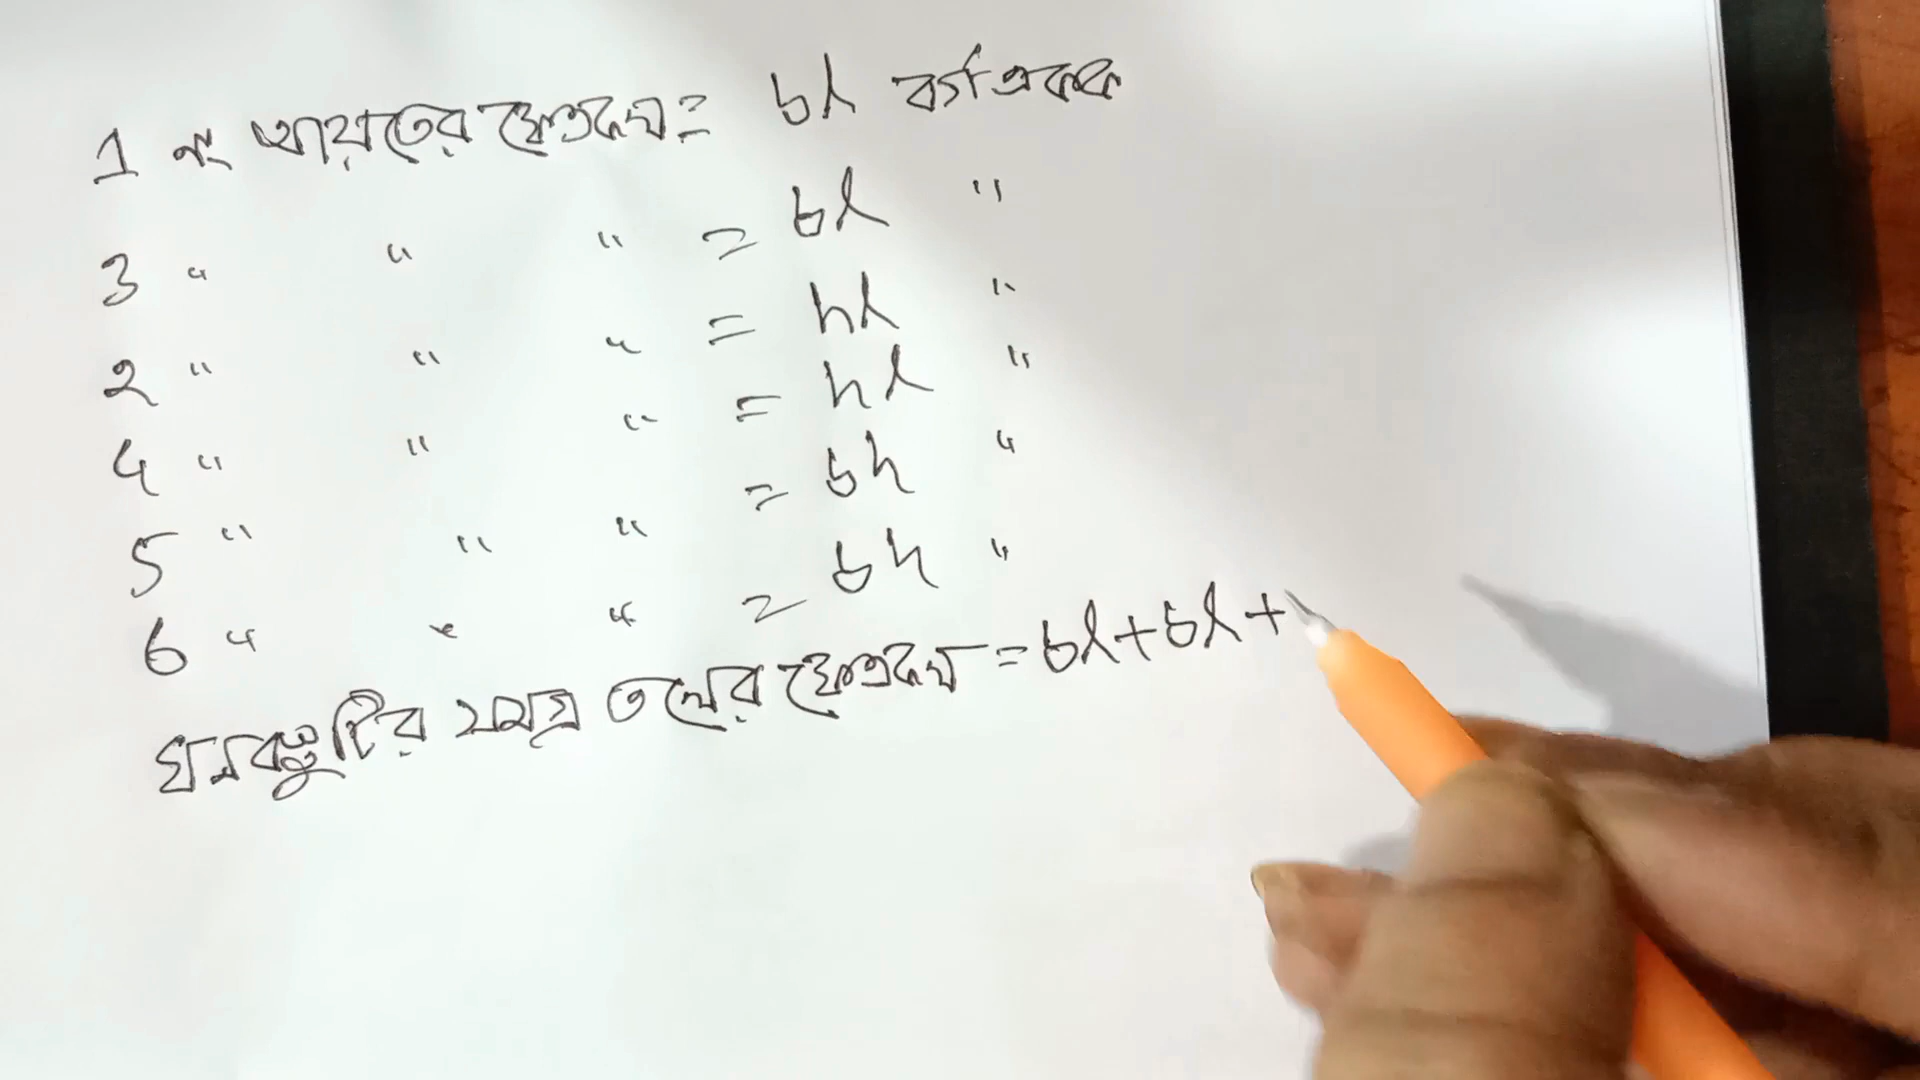 1 নং আয়তের ক্ষেত্রফল = bl বর্গ একক
3 " " " = bl "
2 " " " = hl "
4 " " " = hl "
5 " " " = bh "
6 " " " = bh "
ঘনবস্তুটির সমগ্র তলের ক্ষেত্রফল = bl + bl +